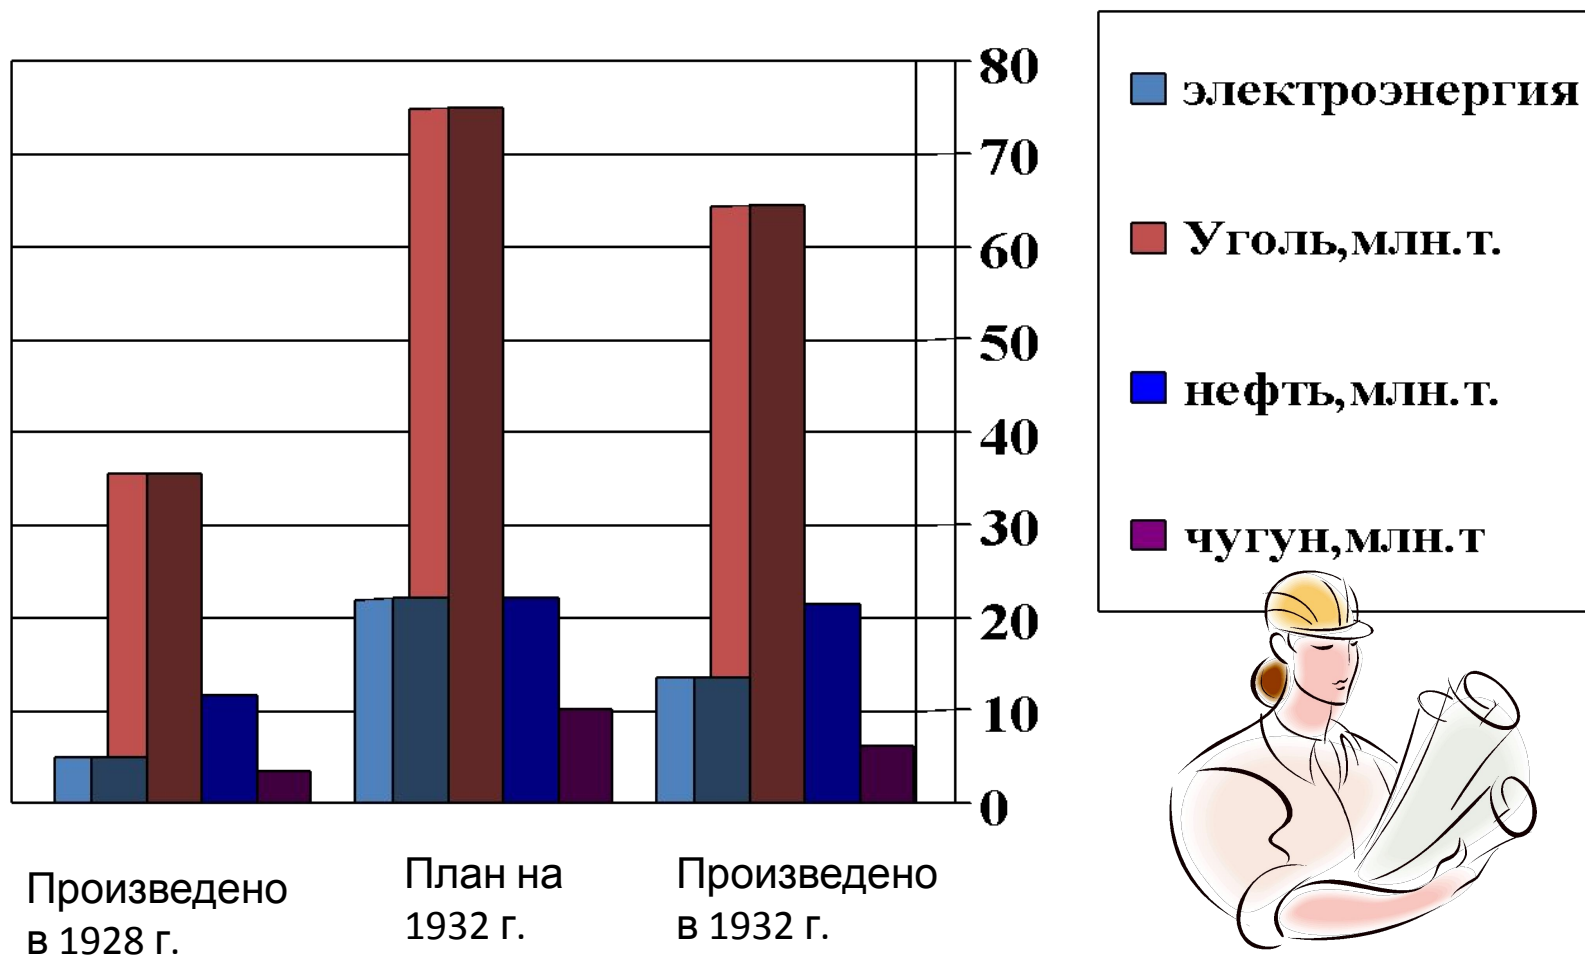 80
70
60
50
40
30
20
10
0
электроэнергия
Уголь,млн.т.
нефть,млн.т.
чугун,млн.т
Произведено
в 1928 г.
План на
1932 г.
Произведено
в 1932 г.